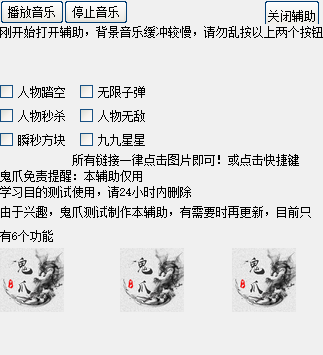 播放音乐 停止音乐 关闭辅助
刚开始打开辅助，背景音乐缓冲较慢，请勿乱按以上两个按钮
人物踏空 无限子弹
人物秒杀 人物无敌
瞬秒方块 九九星星
所有链接一律点击图片即可！或点击快捷键
鬼爪免责提醒：本辅助仅用
学习目的测试使用，请24小时内删除
由于兴趣，鬼爪测试制作本辅助，有需要时再更新，目前只
有6个功能
鬼爪 鬼爪 鬼爪